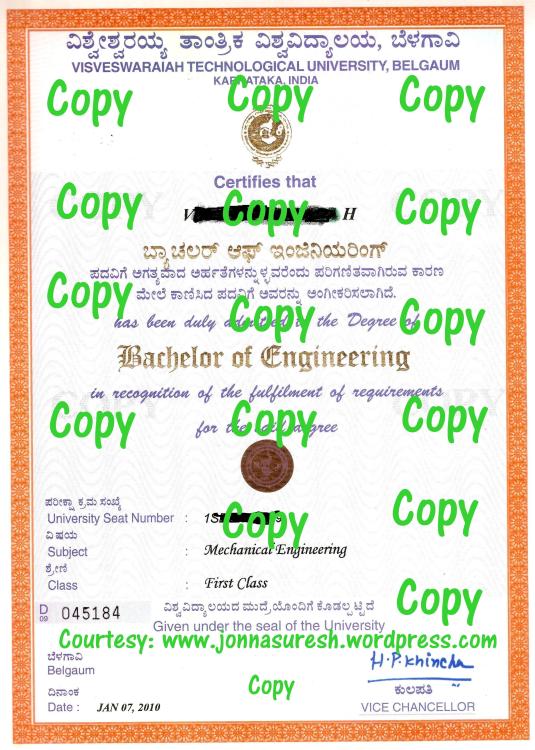 ವಿಶ್ವೇಶ್ವರಯ್ಯ ತಾಂತ್ರಿಕ ವಿಶ್ವವಿದ್ಯಾಲಯ, ಬೆಳಗಾವಿ
VISVESWARAIAH TECHNOLOGICAL UNIVERSITY, BELGAUM
KARNATAKA, INDIA
Copy Copy Copy
Certifies that
Copy Copy Copy
V H
ಬ್ಯಾಚಲರ್ ಆಫ್ ಇಂಜಿನಿಯರಿಂಗ್
ಪದವಿಗೆ ಅಗತ್ಯವಾದ ಅರ್ಹತೆಗಳನ್ನುಳ್ಳವರೆಂದು ಪರಿಗಣಿತವಾಗಿರುವ ಕಾರಣ
ಮೇಲೆ ಕಾಣಿಸಿದ ಪದವಿಗೆ ಅವರನ್ನು ಅಂಗೀಕರಿಸಲಾಗಿದೆ.
Copy Copy Copy
has been duly admitted to the Degree of
Bachelor of Engineering
in recognition of the fulfilment of requirements
Copy Copy Copy
for the said degree
ಪರೀಕ್ಷಾ ಕ್ರಮ ಸಂಖ್ಯೆ
University Seat Number : 1S
Copy Copy
ವಿಷಯ
Subject : Mechanical Engineering
ಶ್ರೇಣಿ
Class : First Class
Copy
D 09 045184
ವಿಶ್ವವಿದ್ಯಾಲಯದ ಮುದ್ರೆಯೊಂದಿಗೆ ಕೊಡಲ್ಪಟ್ಟಿದೆ
Given under the seal of the University
Courtesy: www.jonnasuresh.wordpress.com
ಬೆಳಗಾವಿ
Belgaum
H.P.Khincha
Copy
ದಿನಾಂಕ
Date : JAN 07, 2010
ಕುಲಪತಿ
VICE CHANCELLOR